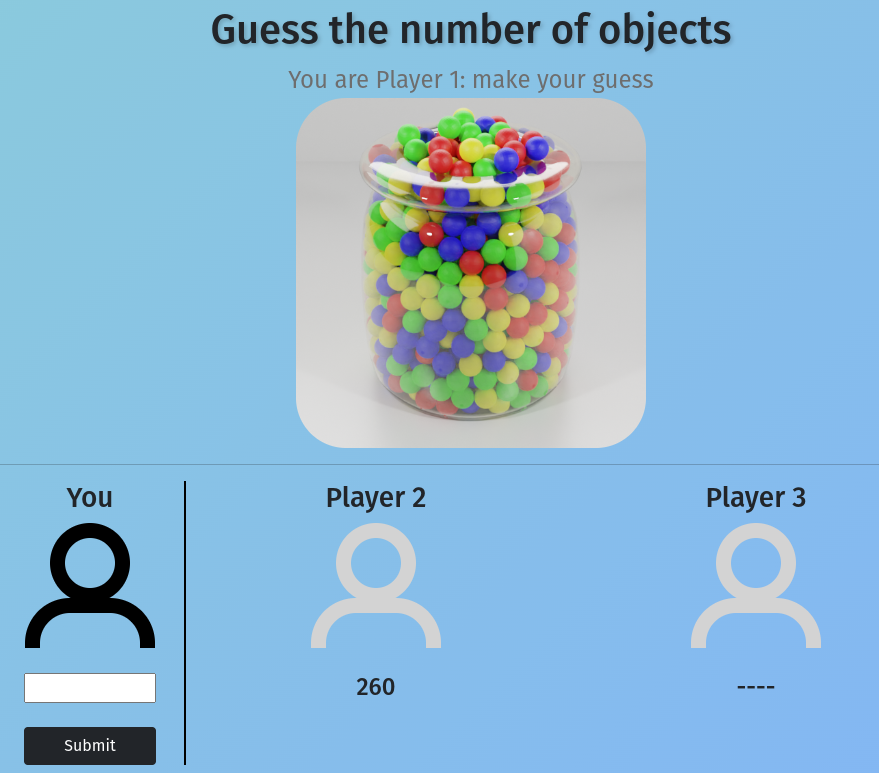 Guess the number of objects
You are Player 1: make your guess
You
Player 2
Player 3
260
----
Submit